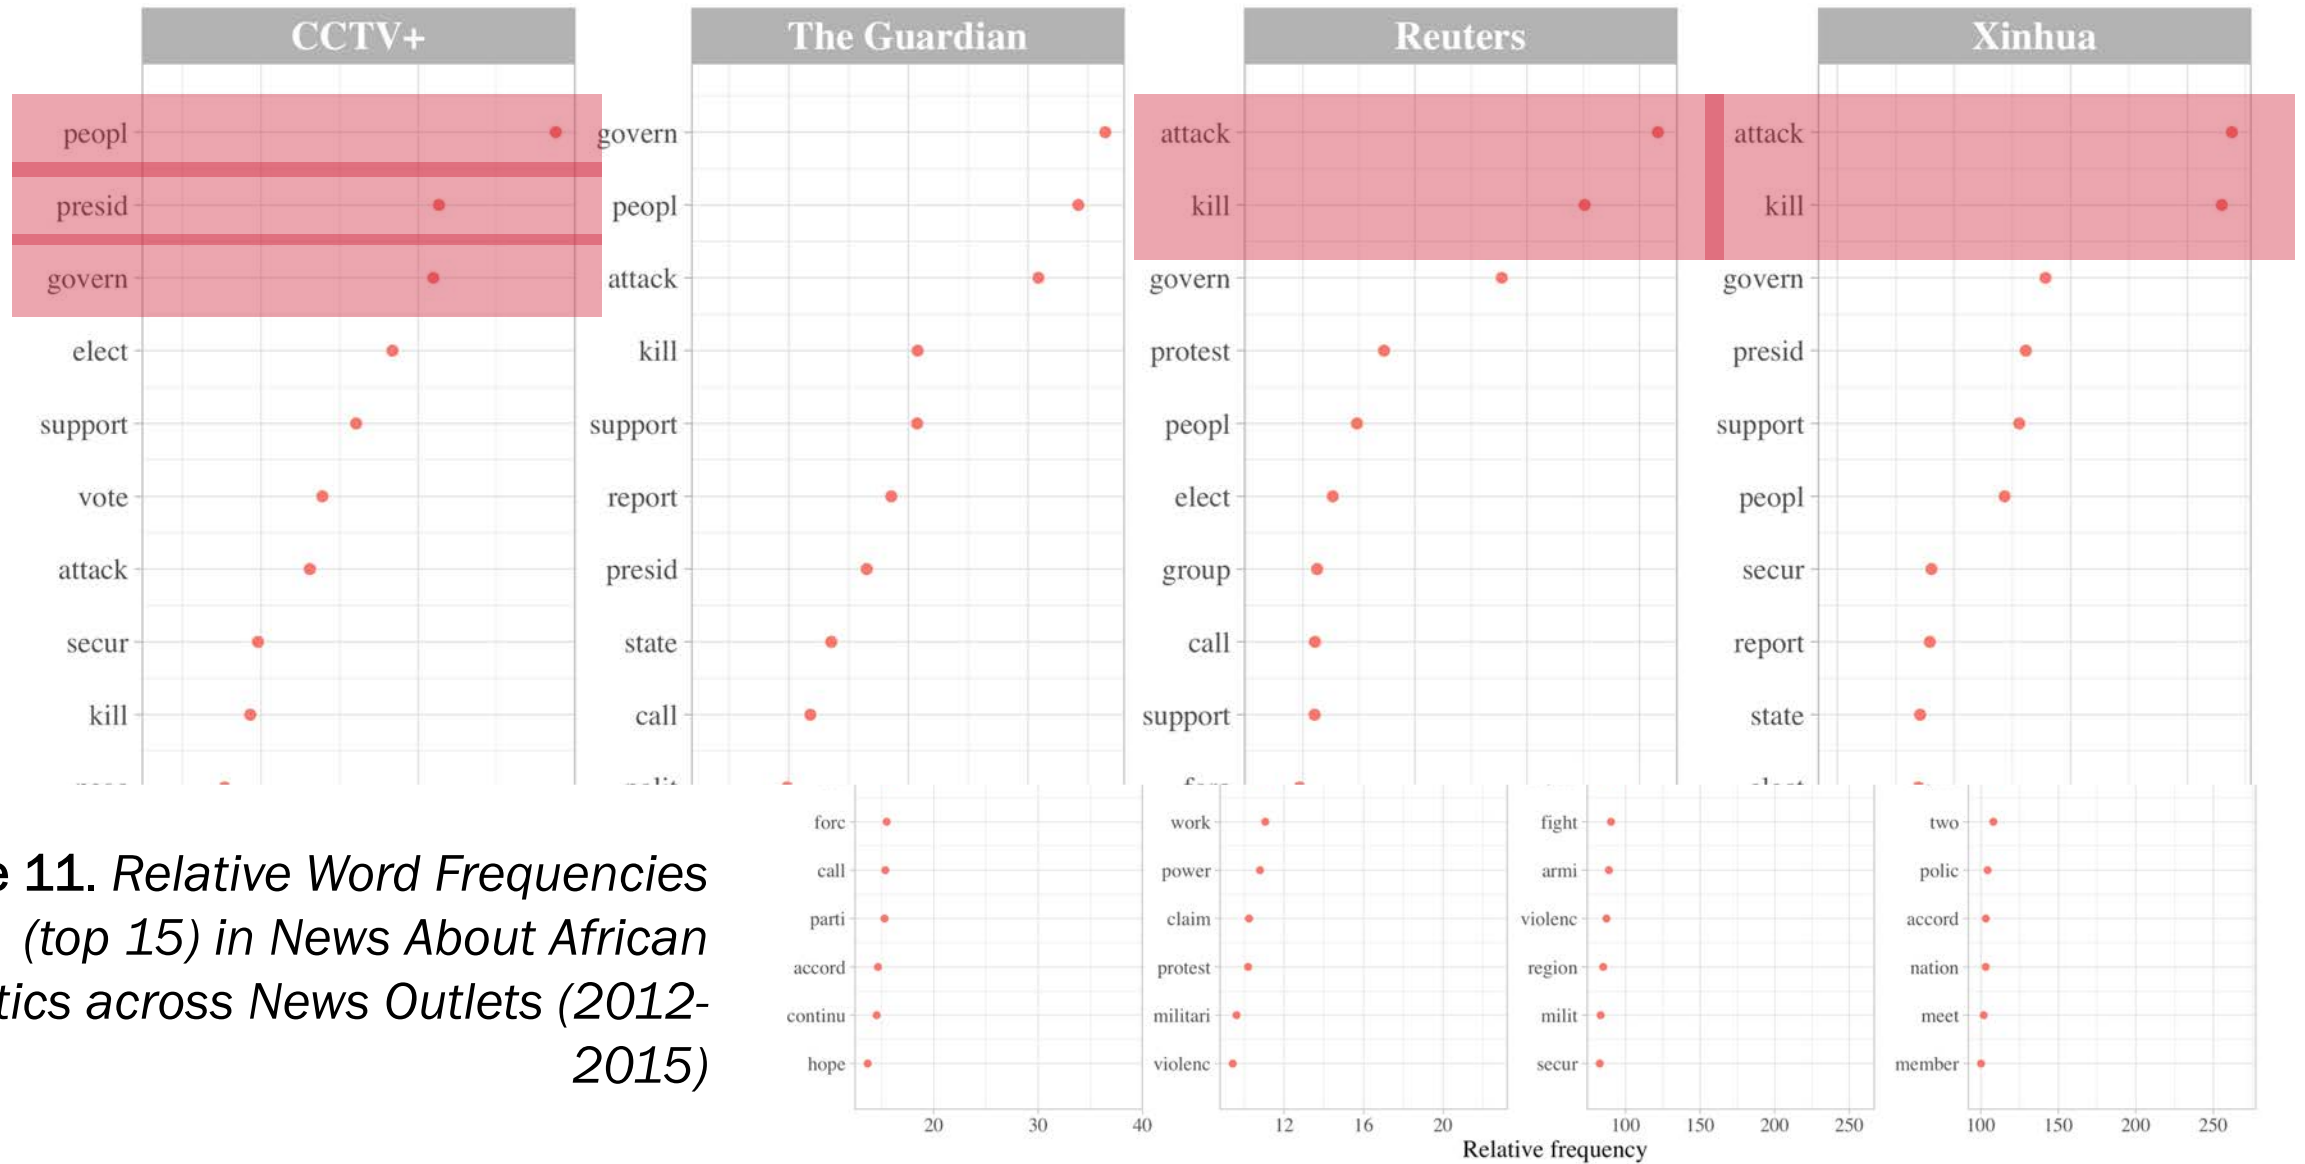 CCTV+
peopl
presid
govern
elect
support
vote
attack
secur
kill
The Guardian
govern
peopl
attack
kill
support
report
presid
state
call
Reuters
attack
kill
govern
protest
peopl
elect
group
call
support
Xinhua
attack
kill
govern
presid
support
peopl
secur
report
state
e 11. Relative Word Frequencies
(top 15) in News About African
tics across News Outlets (2012-
2015)
forc
call
parti
accord
continu
hope
20 30 40
work
power
claim
protest
militari
violenc
12 16 20
fight
armi
violenc
region
milit
secur
100 150 200 250
two
polic
accord
nation
meet
member
100 150 200 250
Relative frequency